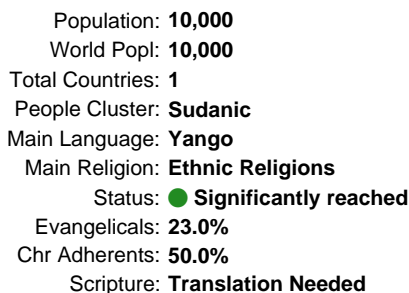 Population: 10,000
World Popl: 10,000
Total Countries: 1
People Cluster: Sudanic
Main Language: Yango
Main Religion: Ethnic Religions
Status: Significantly reached
Evangelicals: 23.0%
Chr Adherents: 50.0%
Scripture: Translation Needed